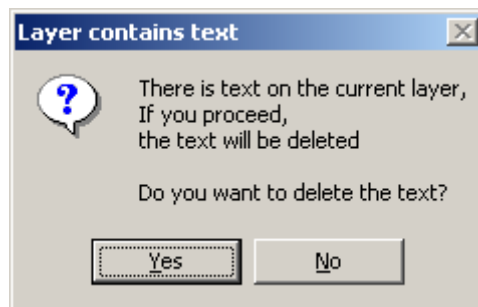 Layer contains text
There is text on the current layer,
If you proceed,
the text will be deleted
Do you want to delete the text?
Yes No